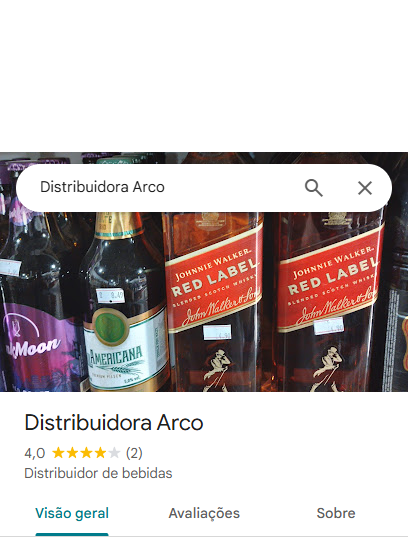 Distribuidora Arco
JOHNNIE WALKER.
RED LABEL
BLENDED SCOTCH WHISKY
John Walker & Sons
JOHNNIE WALKER.
RED LABEL
BLENDED SCOTCH WHISKY
John Walker & Sons
Moon
AMERICANA
Distribuidora Arco
4,0 (2)
Distribuidor de bebidas
Visão geral
Avaliações
Sobre